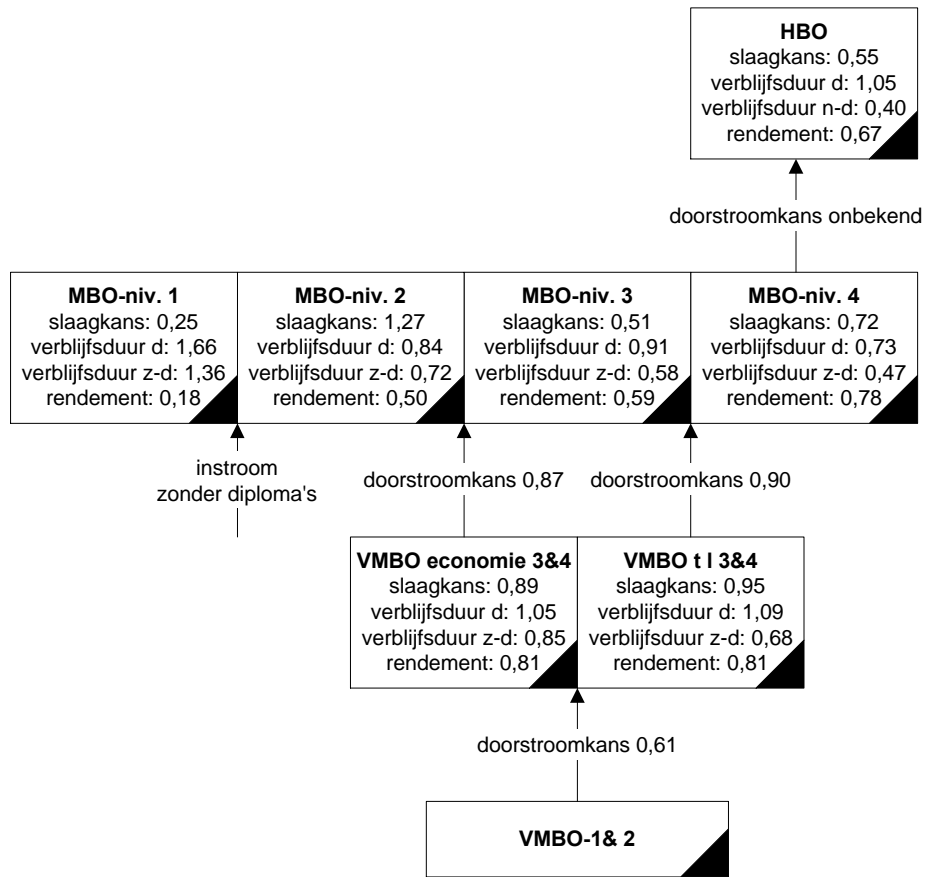 HBO
slaagkans: 0,55
verblijfsduur d: 1,05
verblijfsduur n-d: 0,40
rendement: 0,67
doorstroomkans onbekend
MBO-niv. 1
slaagkans: 0,25
verblijfsduur d: 1,66
verblijfsduur z-d: 1,36
rendement: 0,18
MBO-niv. 2
slaagkans: 1,27
verblijfsduur d: 0,84
verblijfsduur z-d: 0,72
rendement: 0,50
MBO-niv. 3
slaagkans: 0,51
verblijfsduur d: 0,91
verblijfsduur z-d: 0,58
rendement: 0,59
MBO-niv. 4
slaagkans: 0,72
verblijfsduur d: 0,73
verblijfsduur z-d: 0,47
rendement: 0,78
instroom
zonder diploma's
doorstroomkans 0,87
doorstroomkans 0,90
VMBO economie 3&4
slaagkans: 0,89
verblijfsduur d: 1,05
verblijfsduur z-d: 0,85
rendement: 0,81
VMBO t l 3&4
slaagkans: 0,95
verblijfsduur d: 1,09
verblijfsduur z-d: 0,68
rendement: 0,81
doorstroomkans 0,61
VMBO-1& 2